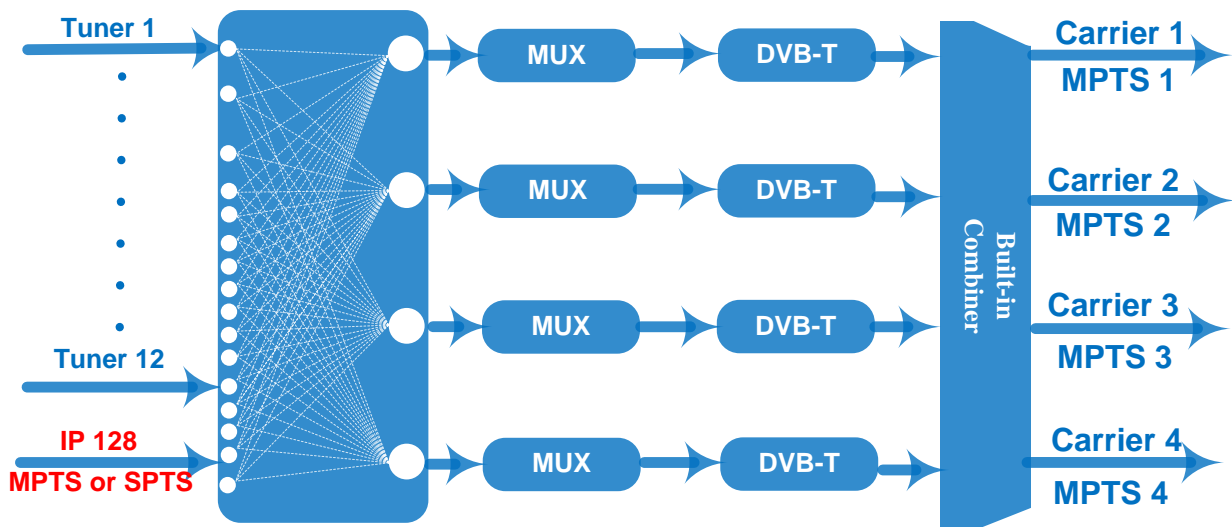 Tuner 1
Tuner 12
IP 128
MPTS or SPTS
MUX
DVB-T
MUX
DVB-T
MUX
DVB-T
MUX
DVB-T
Built-in
Combiner
Carrier 1
MPTS 1
Carrier 2
MPTS 2
Carrier 3
MPTS 3
Carrier 4
MPTS 4